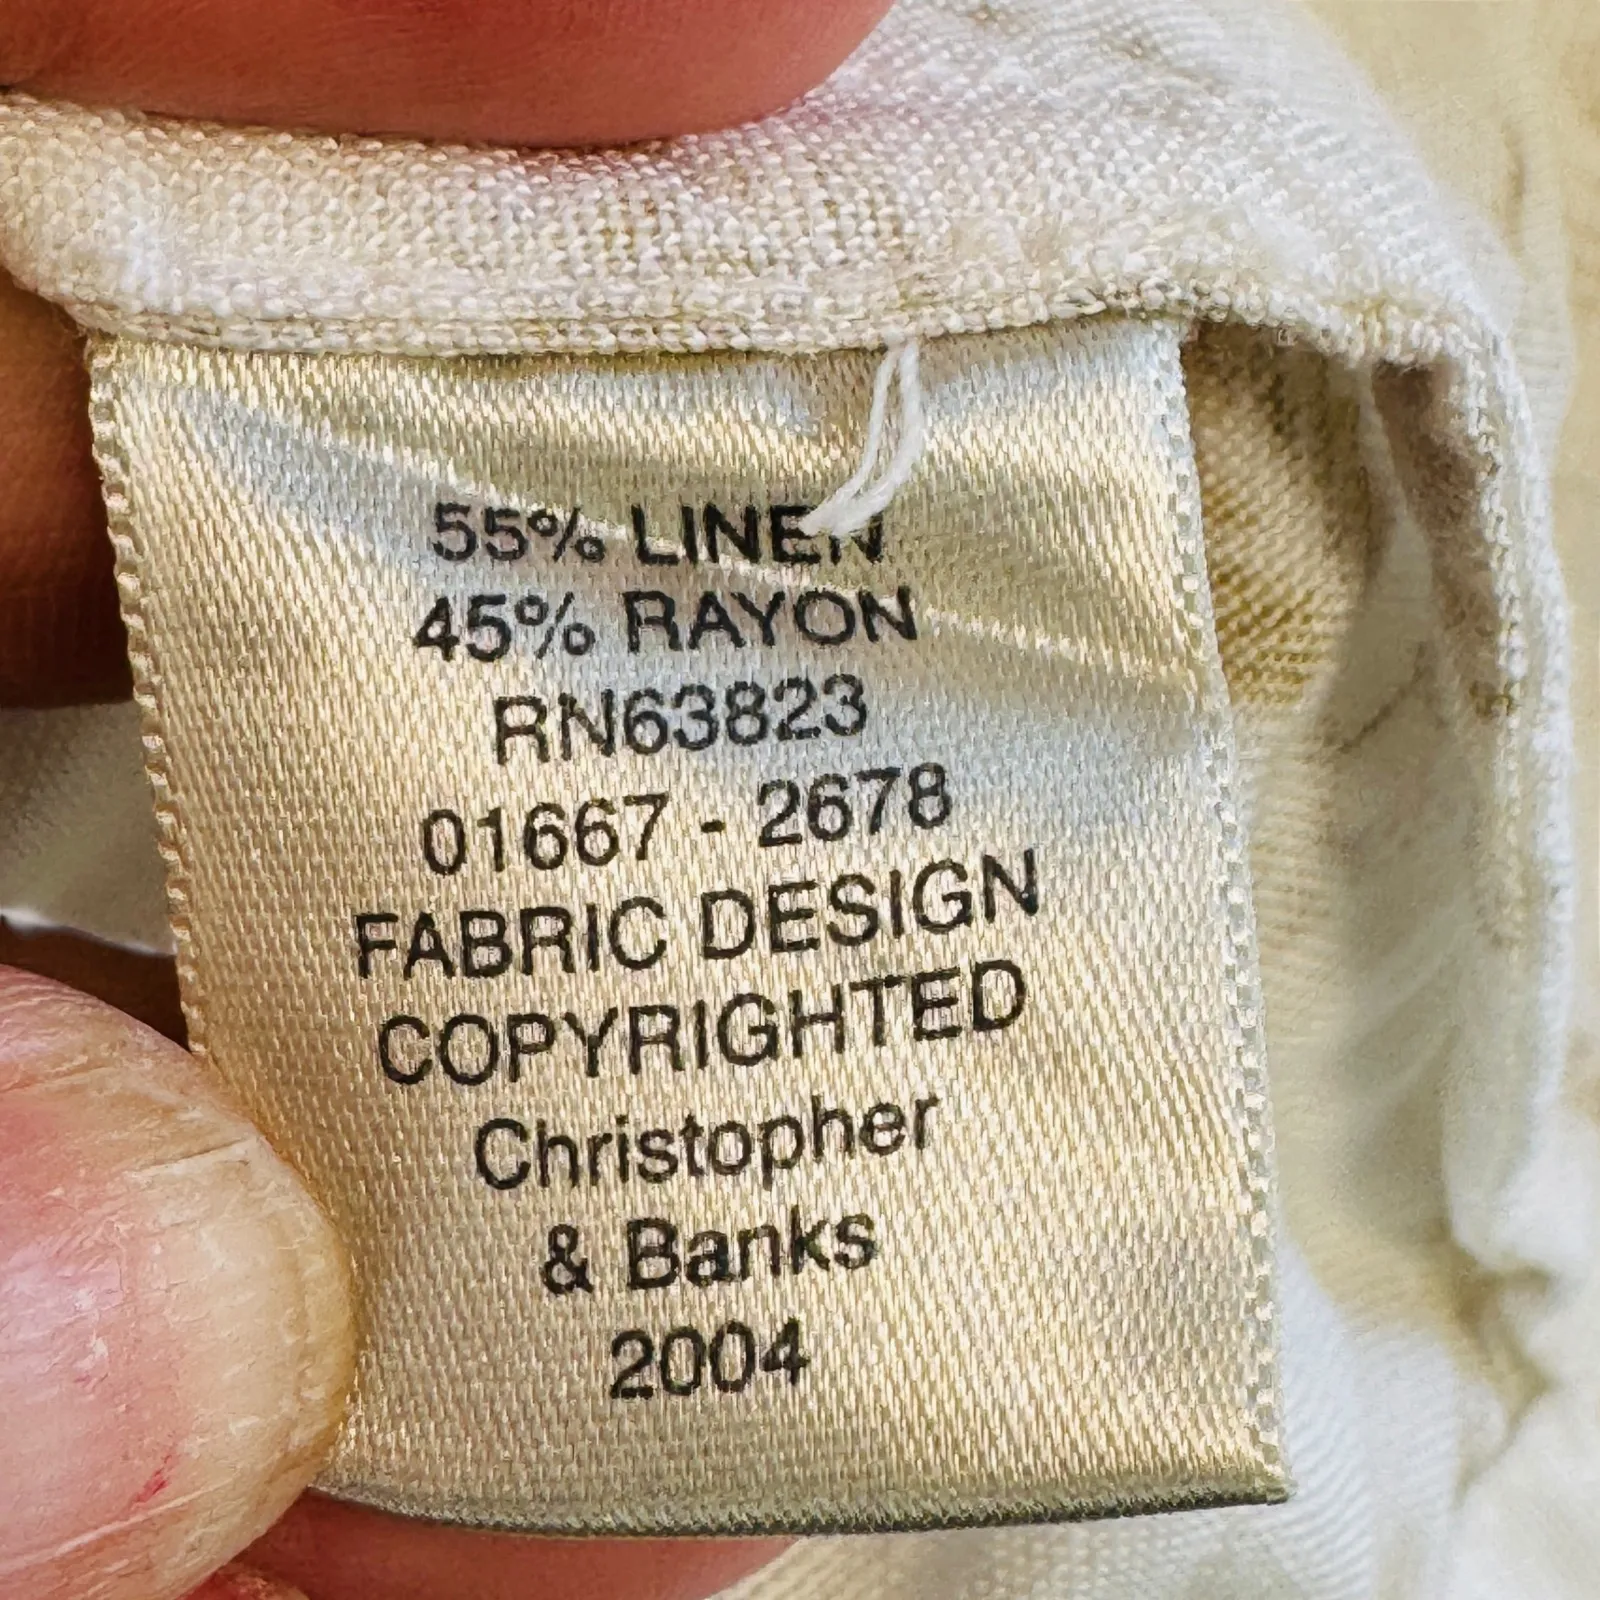 55% LINEN
45% RAYON
RN63823
01667 - 2678
FABRIC DESIGN
COPYRIGHTED
Christopher
& Banks
2004